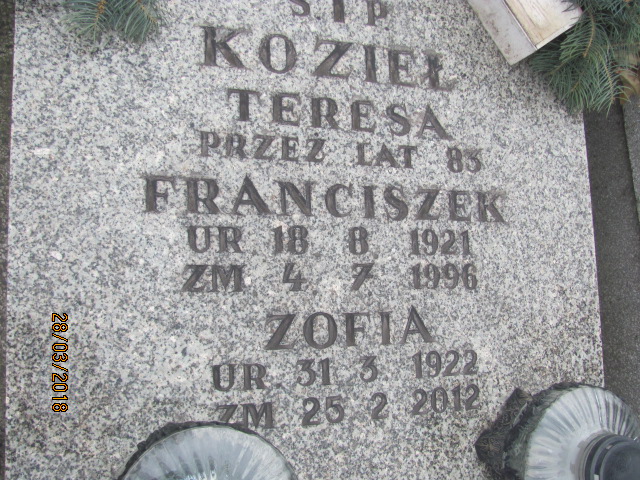 ŚP
KOZIEŁ
TERESA
PRZEZ LAT 83
FRANCISZEK
UR 18 8 1921
ZM 4 7 1996
ZOFIA
UR 31 3 1922
ZM 25 2 2012
28/03/2018